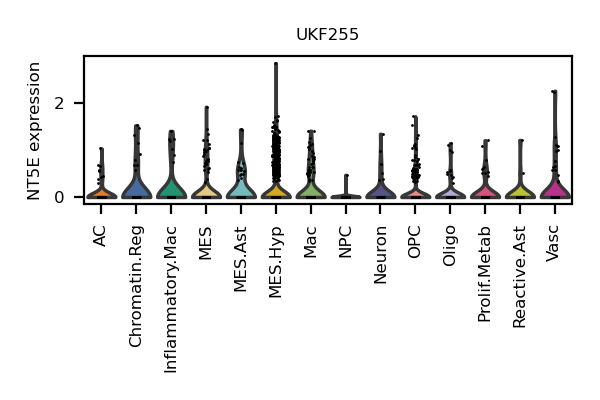 UKF255
NT5E expression
2
0
AC
Chromatin.Reg
Inflammatory.Mac
MES
MES.Ast
MES.Hyp
Mac
NPC
Neuron
OPC
Oligo
Prolif.Metab
Reactive.Ast
Vasc